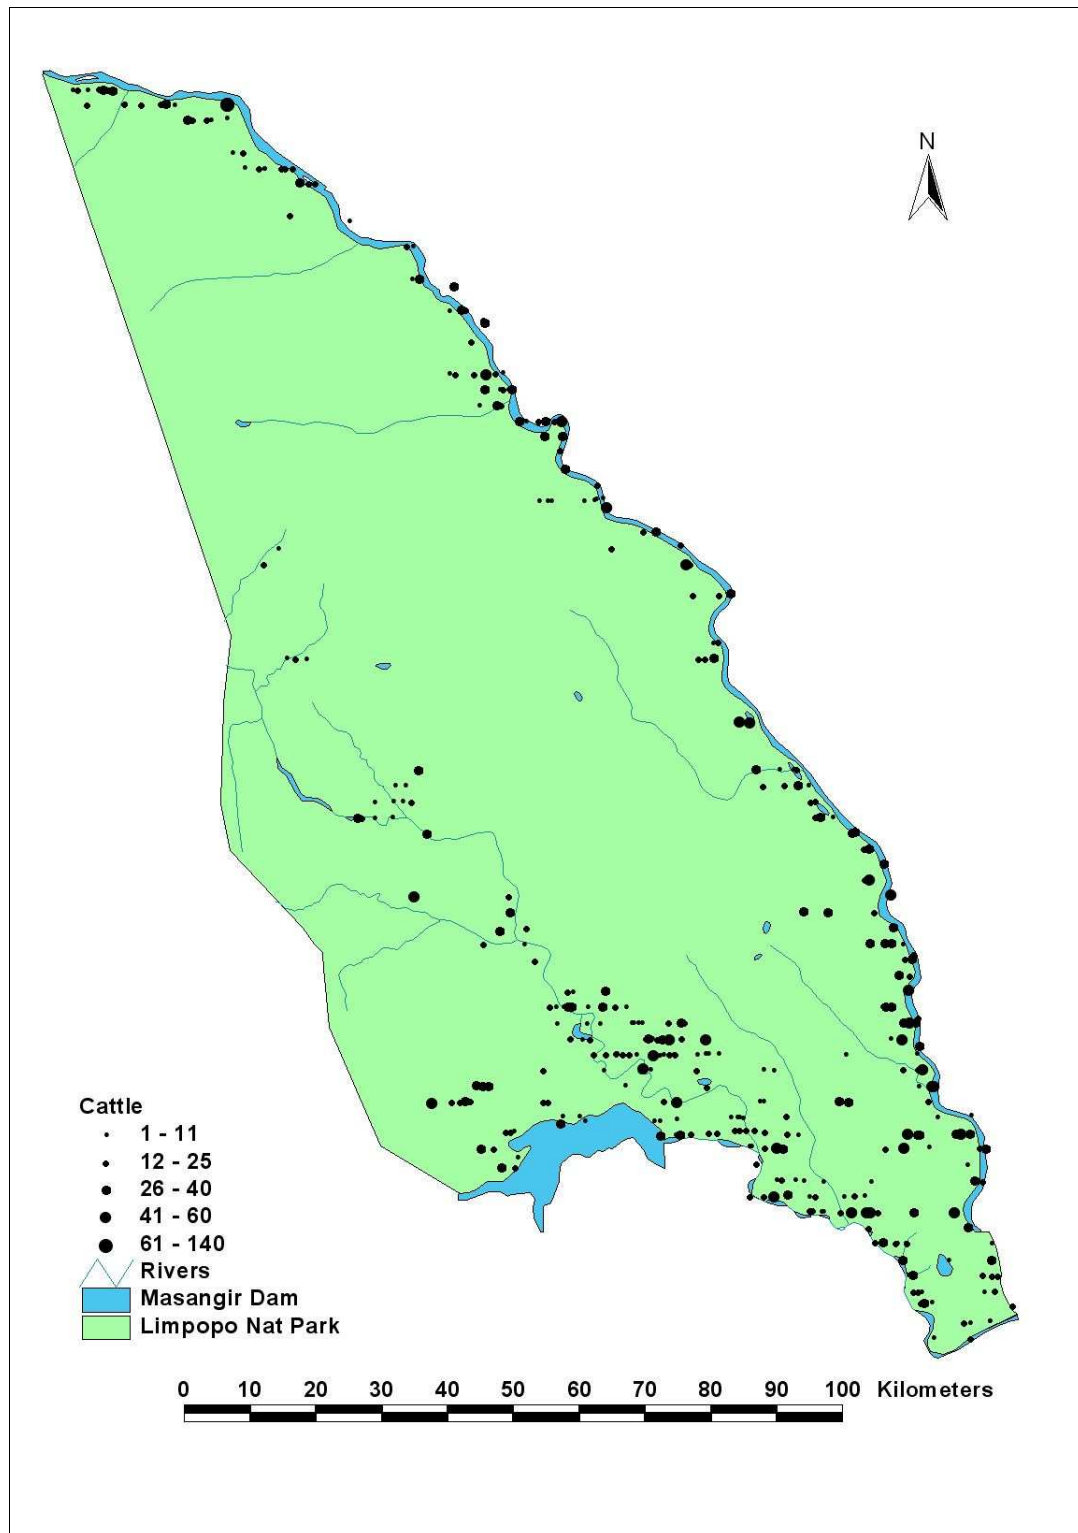 N
Cattle
1 - 11
12 - 25
26 - 40
41 - 60
61 - 140
Rivers
Masangir Dam
Limpopo Nat Park
0 10 20 30 40 50 60 70 80 90 100 Kilometers